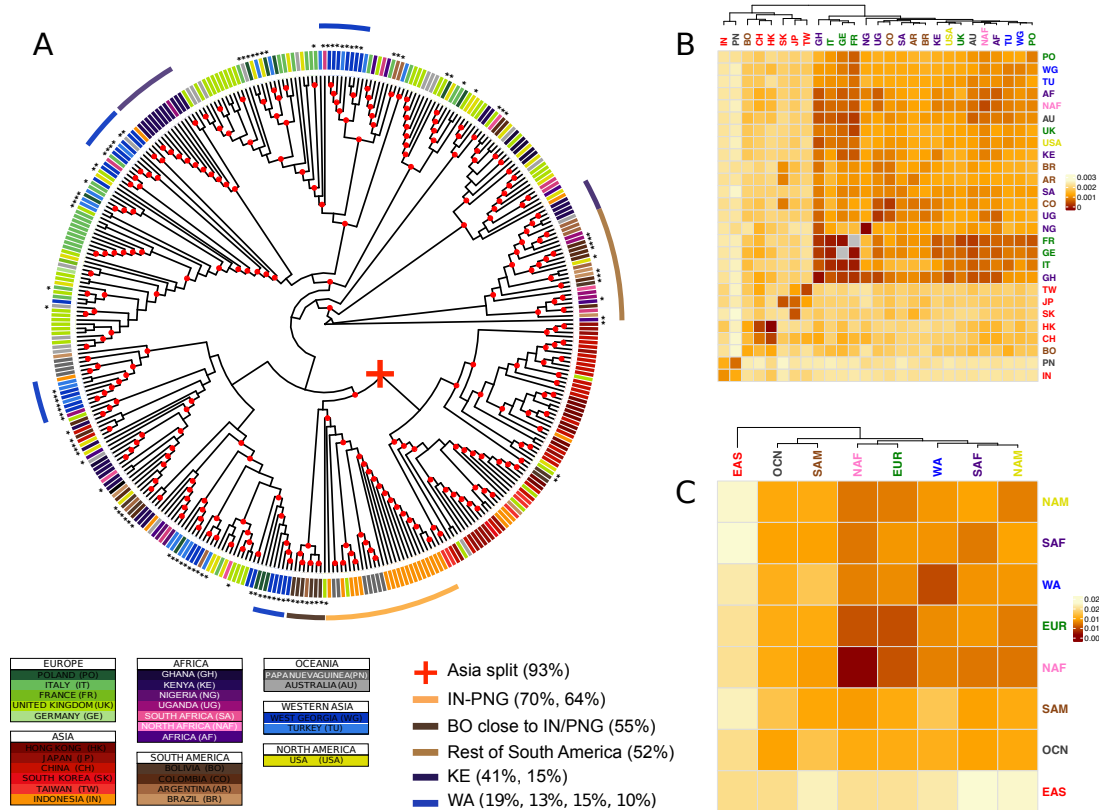 A
B
IN PN BO CH HK SK JP TW GH IT GE FR NG UG CO SA AR BR KE USA UK AU NAF AF TU WG PO
PO
WG
TU
AF
NAF
AU
UK
USA
KE
BR
AR
SA
CO
UG
NG
FR
GE
IT
GH
TW
JP
SK
HK
CH
BO
PN
IN
0.003
0.002
0.001
0
C
EAS OCN SAM NAF EUR WA SAF NAM
NAM
SAF
WA
EUR
NAF
SAM
OCN
EAS
0.02
0.01
0.01
0.00
EUROPE
POLAND (PO)
ITALY (IT)
FRANCE (FR)
UNITED KINGDOM (UK)
GERMANY (GE)
ASIA
HONG KONG (HK)
JAPAN (JP)
CHINA (CH)
SOUTH KOREA (SK)
TAIWAN (TW)
INDONESIA (IN)
AFRICA
GHANA (GH)
KENYA (KE)
NIGERIA (NG)
UGANDA (UG)
SOUTH AFRICA (SA)
NORTH AFRICA (NAF)
AFRICA (AF)
SOUTH AMERICA
BOLIVIA (BO)
COLOMBIA (CO)
ARGENTINA (AR)
BRAZIL (BR)
OCEANIA
PAPANUEVAGUINEA(PN)
AUSTRALIA (AU)
WESTERN ASIA
WEST GEORGIA (WG)
TURKEY (TU)
NORTH AMERICA
USA (USA)
Asia split (93%)
IN-PNG (70%, 64%)
BO close to IN/PNG (55%)
Rest of South America (52%)
KE (41%, 15%)
WA (19%, 13%, 15%, 10%)